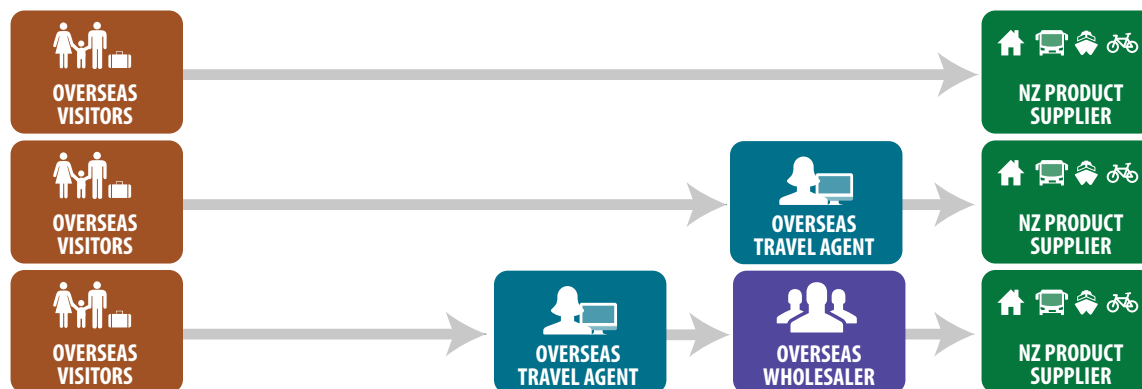 OVERSEAS
VISITORS
NZ PRODUCT
SUPPLIER
OVERSEAS
VISITORS
OVERSEAS
TRAVEL AGENT
NZ PRODUCT
SUPPLIER
OVERSEAS
VISITORS
OVERSEAS
TRAVEL AGENT
OVERSEAS
WHOLESALER
NZ PRODUCT
SUPPLIER